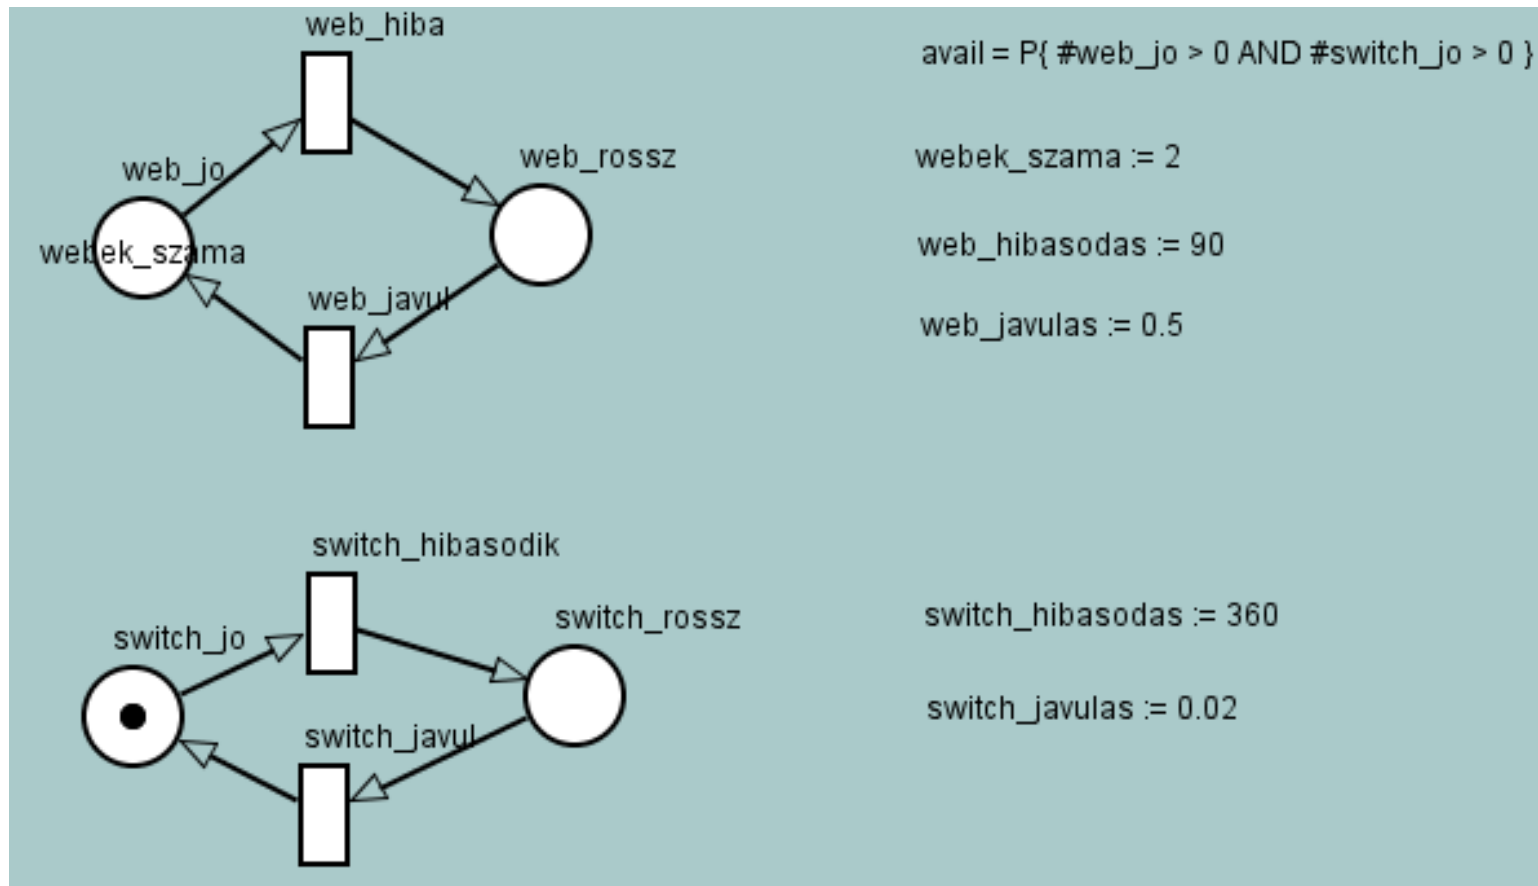 web_hiba
avail = P{ #web_jo > 0 AND #switch_jo > 0 }
web_jo
web_rossz
webek_szama := 2
webek_szama
web_hibasodas := 90
web_javul
web_javulas := 0.5
switch_hibasodik
switch_jo
switch_rossz
switch_hibasodas := 360
switch_javul
switch_javulas := 0.02